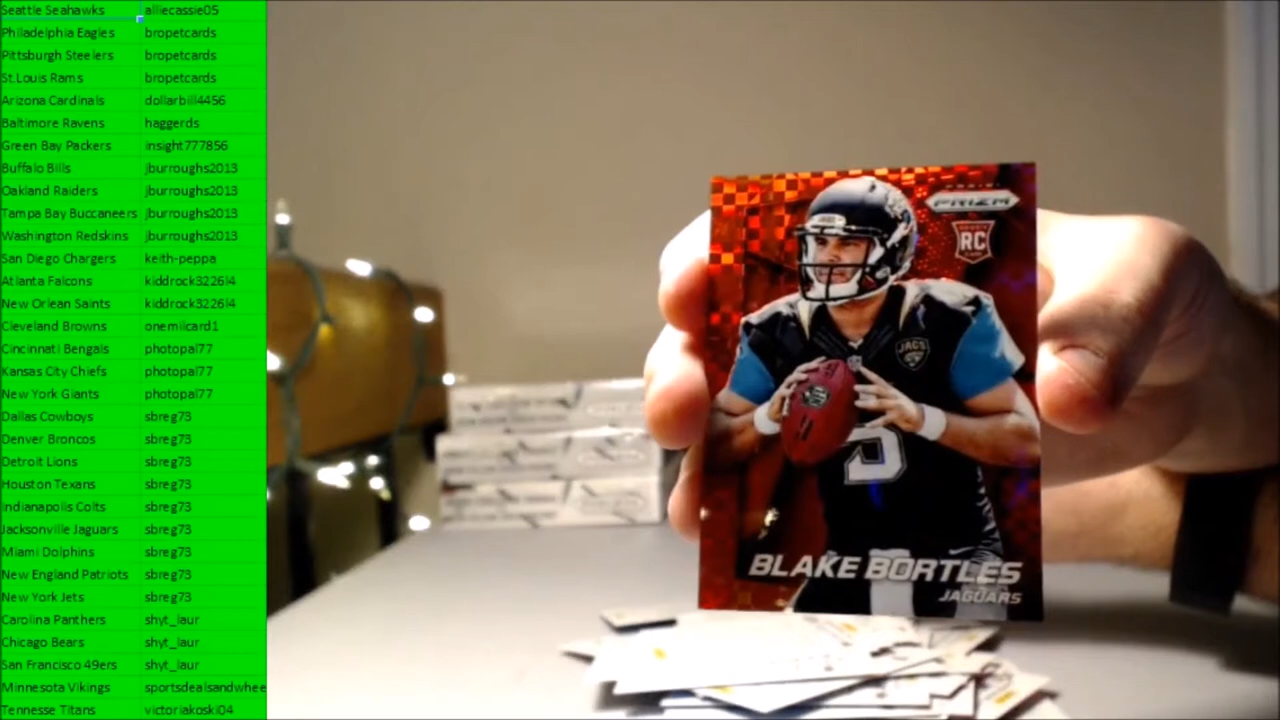 Seattle Seahawks alliecassie05
Philadelphia Eagles bropetcards
Pittsburgh Steelers bropetcards
St.Louis Rams bropetcards
Arizona Cardinals dollarbill4456
Baltimore Ravens haggerds
Green Bay Packers insight777856
Buffalo Bills jburroughs2013
Oakland Raiders jburroughs2013
Tampa Bay Buccaneers jburroughs2013
Washington Redskins jburroughs2013
San Diego Chargers keith-peppa
Atlanta Falcons kiddrock3226l4
New Orlean Saints kiddrock3226l4
Cleveland Browns onemilcard1
Cincinnati Bengals photopal77
Kansas City Chiefs photopal77
New York Giants photopal77
Dallas Cowboys sbreg73
Denver Broncos sbreg73
Detroit Lions sbreg73
Houston Texans sbreg73
Indianapolis Colts sbreg73
Jacksonville Jaguars sbreg73
Miami Dolphins sbreg73
New England Patriots sbreg73
New York Jets sbreg73
Carolina Panthers shyt_laur
Chicago Bears shyt_laur
San Francisco 49ers shyt_laur
Minnesota Vikings sportsdealsandwhee
Tennesse Titans victoriakoski04
PANINI
PRIZM
RC
JAGS
5
BLAKE BORTLES
JAGUARS